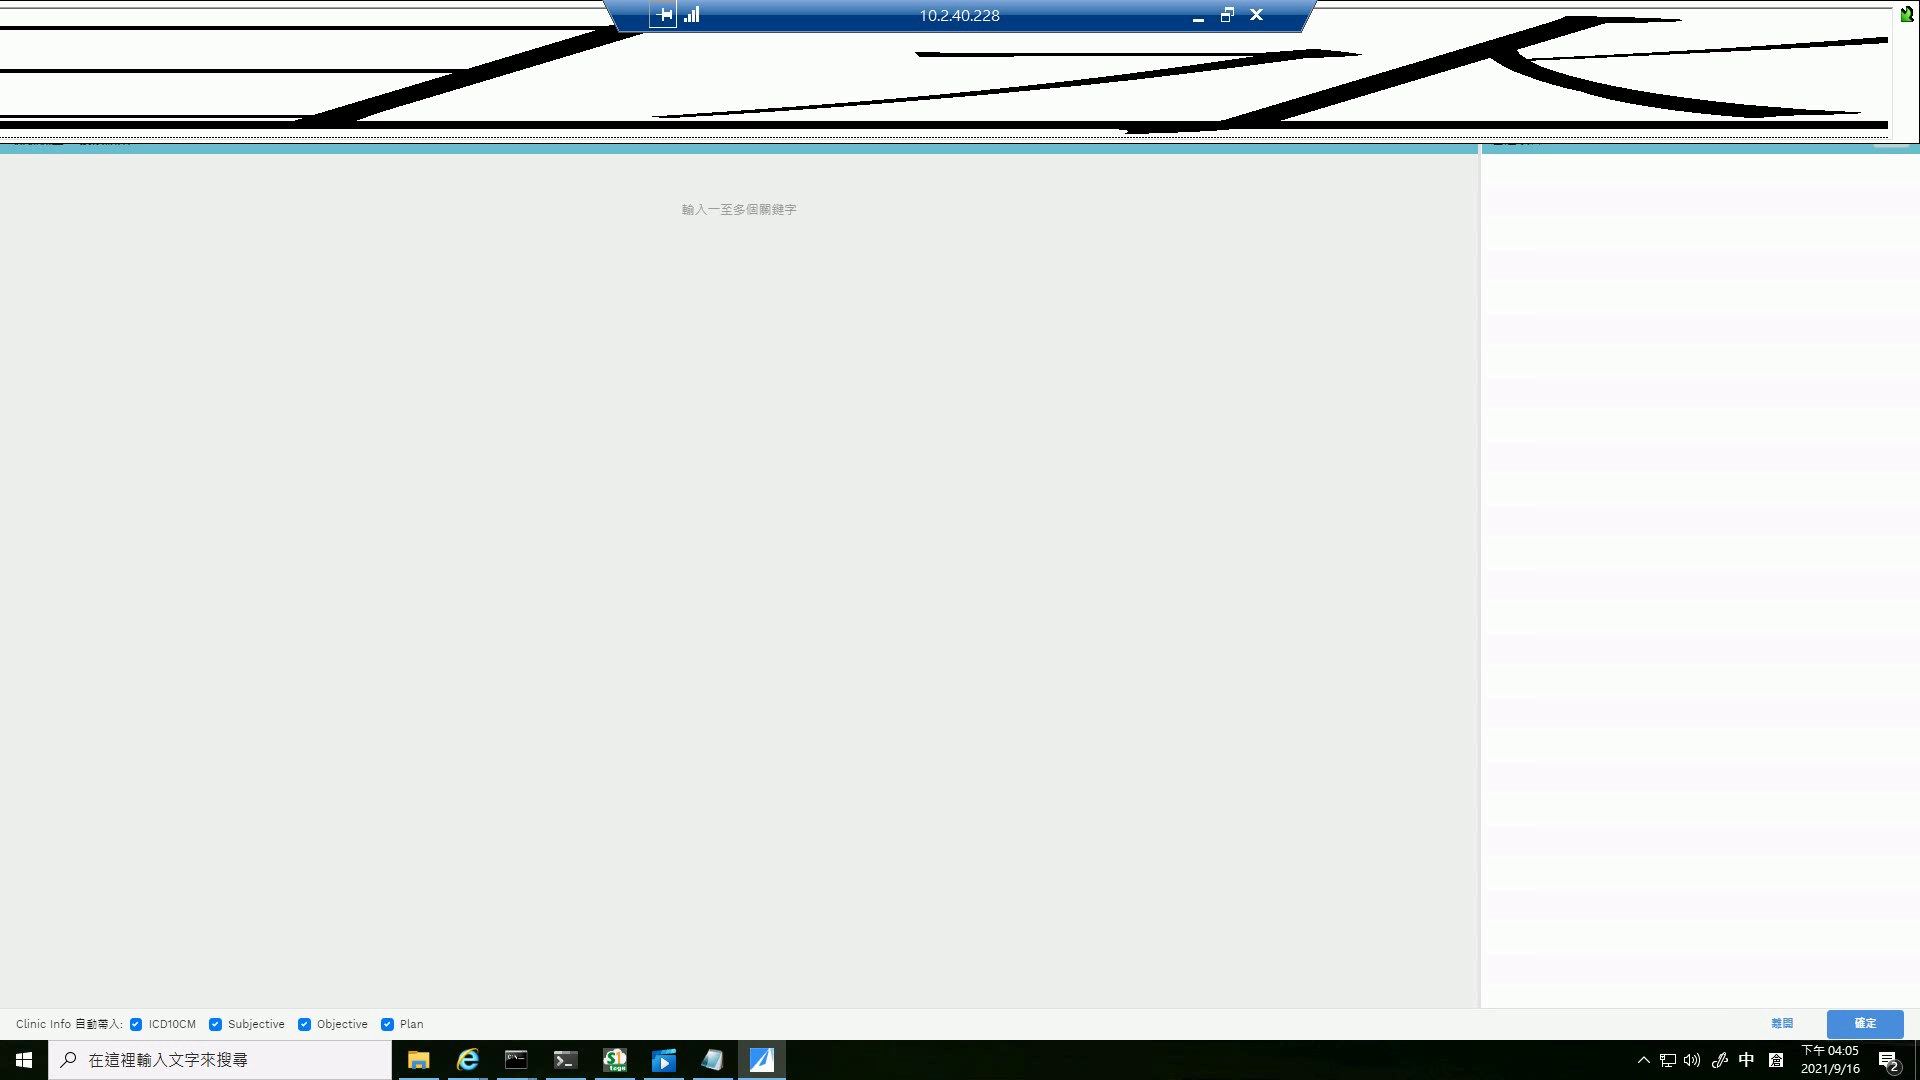 10.2.40.228
輸入一至多個關鍵字
Clinic Info 自動帶入: ICD10CM Subjective Objective Plan
離開 確定
在這裡輸入文字來搜尋
中 倉 下午 04:05
2021/9/16 2